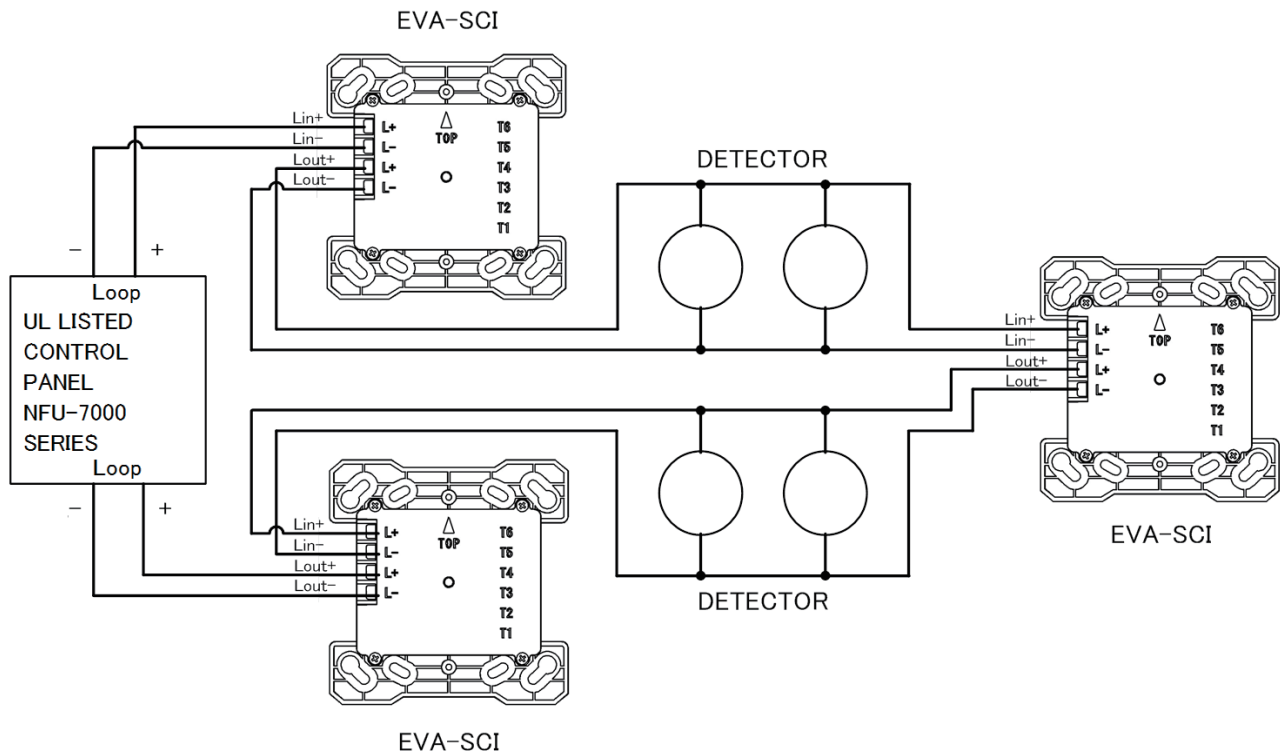 EVA-SCI
Lin+
Lin-
Lout+
Lout-
L+
L-
L+
L-
TOP
T6
T5
T4
T3
T2
T1
DETECTOR
- +
Loop
UL LISTED
CONTROL
PANEL
NFU-7000
SERIES
Loop
- +
Lin+
Lin-
Lout+
Lout-
L+
L-
L+
L-
TOP
T6
T5
T4
T3
T2
T1
EVA-SCI
Lin+
Lin-
Lout+
Lout-
L+
L-
L+
L-
TOP
T6
T5
T4
T3
T2
T1
DETECTOR
EVA-SCI